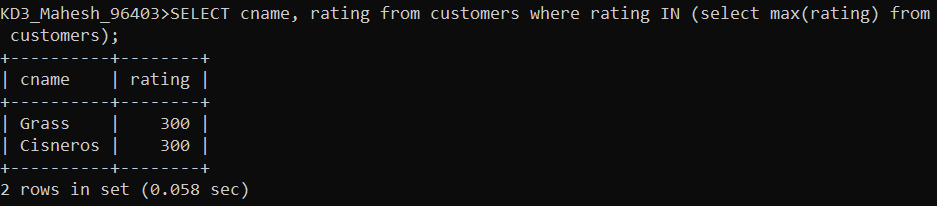 KD3_Mahesh_96403>SELECT cname, rating from customers where rating IN (select max(rating) from
 customers);
+----------+--------+
| cname    | rating |
+----------+--------+
| Grass    |    300 |
| Cisneros |    300 |
+----------+--------+
2 rows in set (0.058 sec)